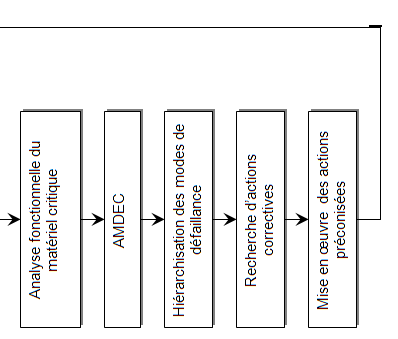 Analyse fonctionnelle du
matériel critique
AMDEC
Hiérarchisation des modes de
défaillance
Recherche d'actions
correctives
Mise en œuvre des actions
préconisées